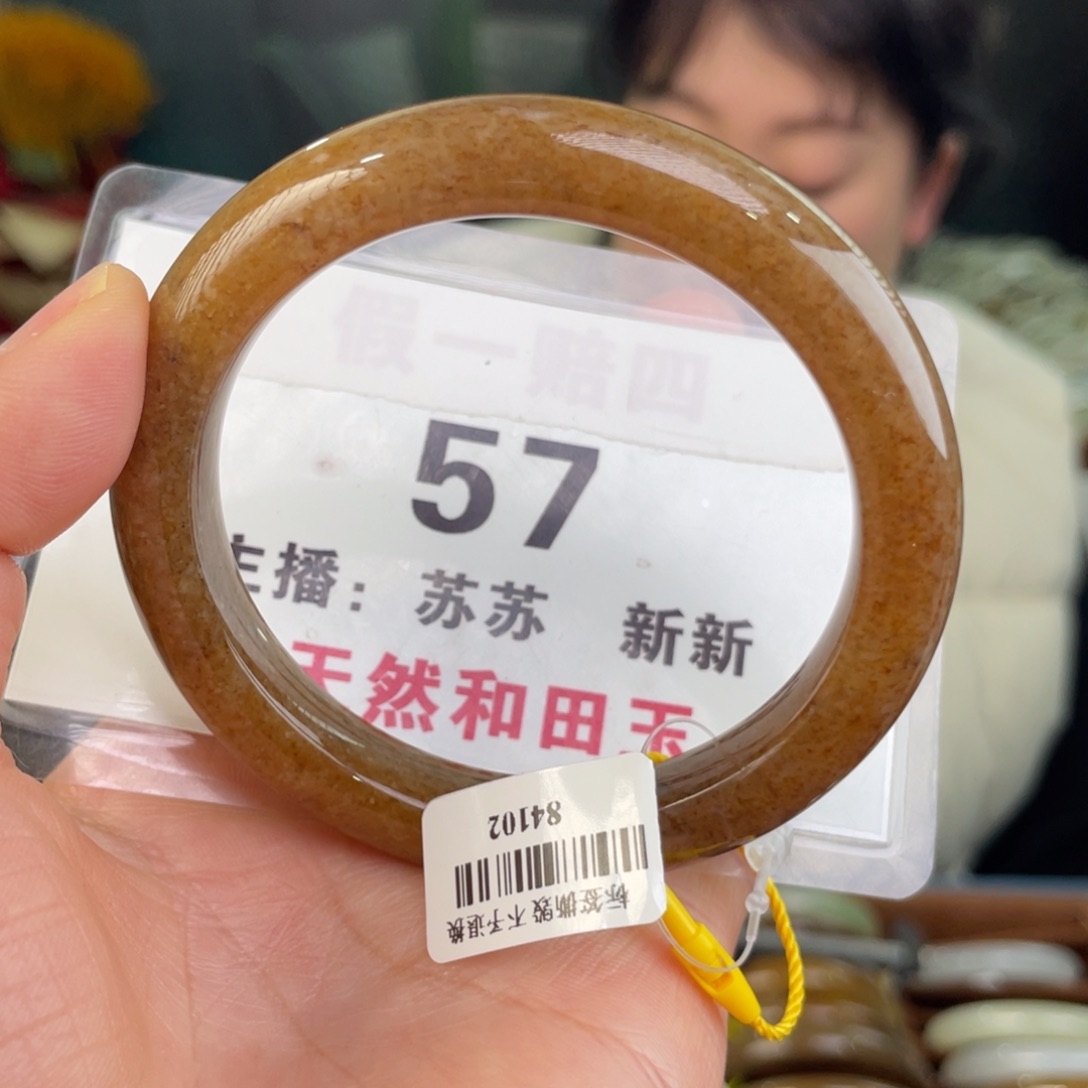 假一赔四
57
主播：苏苏 新新
天然和田玉
84102
标签撕毁 不予退换